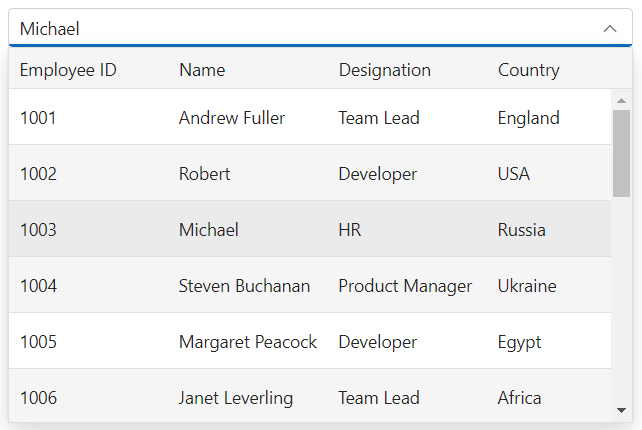 Michael
Employee ID Name Designation Country
1001 Andrew Fuller Team Lead England
1002 Robert Developer USA
1003 Michael HR Russia
1004 Steven Buchanan Product Manager Ukraine
1005 Margaret Peacock Developer Egypt
1006 Janet Leverling Team Lead Africa